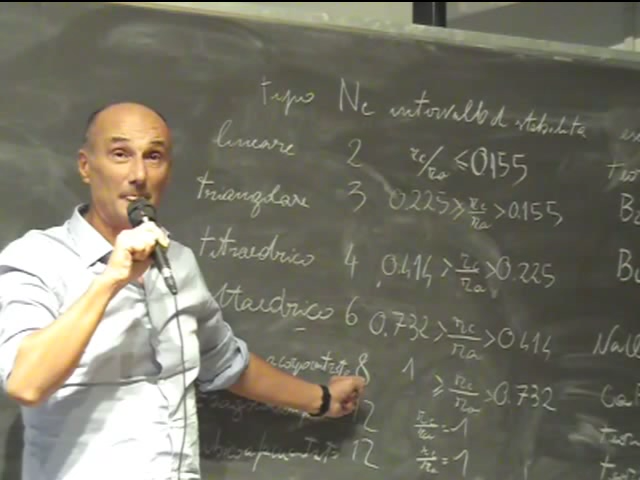 tipo Nc intervallo di stabilità
lineare 2 rc/ra ≤ 0.155
triangolare 3 0.225 ≥ rc/ra > 0.155
tetraedrico 4 0.414 > rc/ra > 0.225
ottaedrico 6 0.732 > rc/ra > 0.414
8 1 ≥ rc/ra > 0.732
12 rc/ra = 1
12 rc/ra = 1